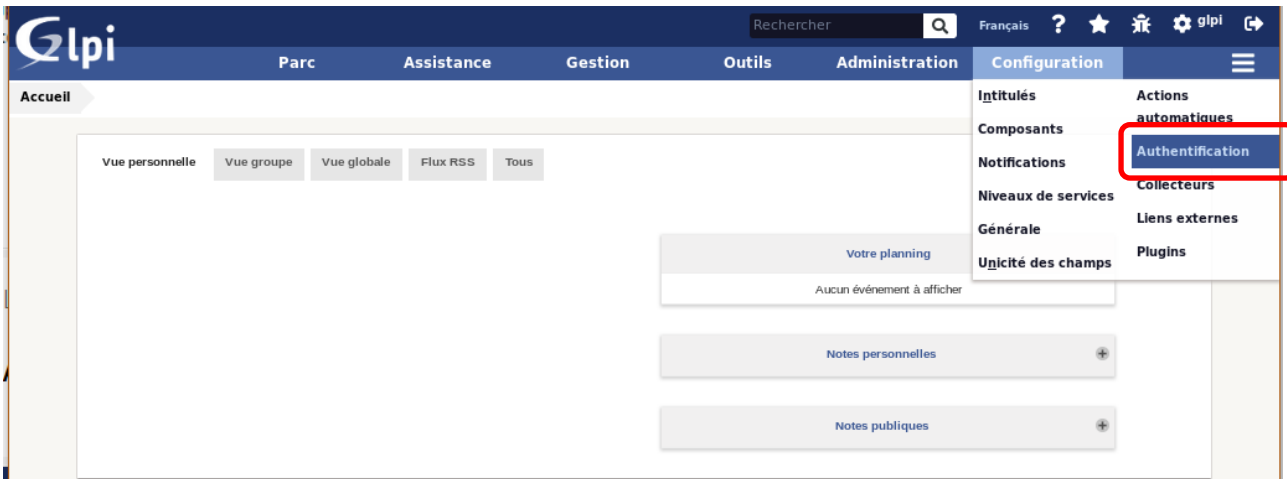 Glpi
Rechercher
Français ? glpi
Parc Assistance Gestion Outils Administration Configuration
Accueil
Intitulés
Composants
Notifications
Niveaux de services
Générale
Unicité des champs
Actions
automatiques
Authentification
Collecteurs
Liens externes
Plugins
Vue personnelle Vue groupe Vue globale Flux RSS Tous
Votre planning
Aucun événement à afficher
Notes personnelles
Notes publiques